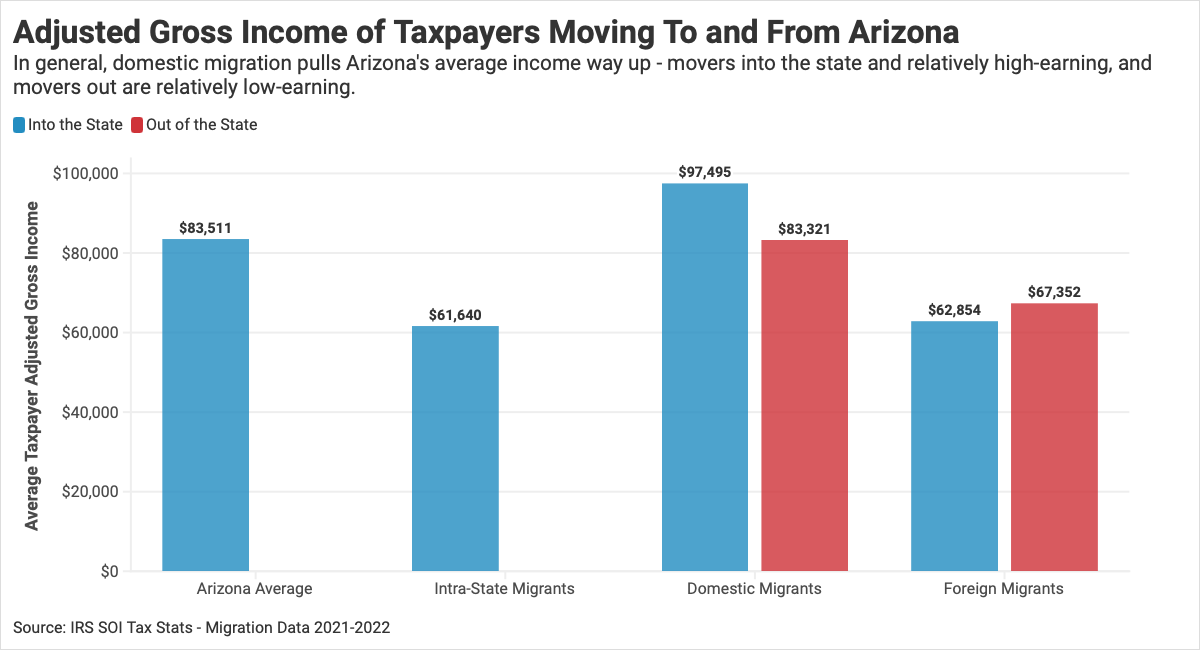 Adjusted Gross Income of Taxpayers Moving To and From Arizona
In general, domestic migration pulls Arizona's average income way up - movers into the state and relatively high-earning, and
movers out are relatively low-earning.
Into the State
Out of the State
Average Taxpayer Adjusted Gross Income
$100,000
$80,000
$60,000
$40,000
$20,000
$0
$83,511
$61,640
$97,495
$83,321
$62,854
$67,352
Arizona Average
Intra-State Migrants
Domestic Migrants
Foreign Migrants
Source: IRS SOI Tax Stats - Migration Data 2021-2022